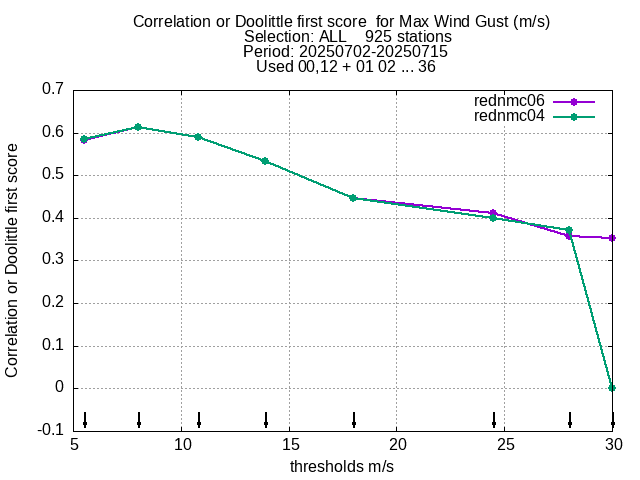 Correlation or Doolittle first score  for Max Wind Gust (m/s)
Selection: ALL    925 stations
Period: 20250702-20250715
Used 00,12 + 01 02 ... 36
rednmc06
rednmc04
Correlation or Doolittle first score
0.7
0.6
0.5
0.4
0.3
0.2
0.1
0
-0.1
5 10 15 20 25 30
thresholds m/s